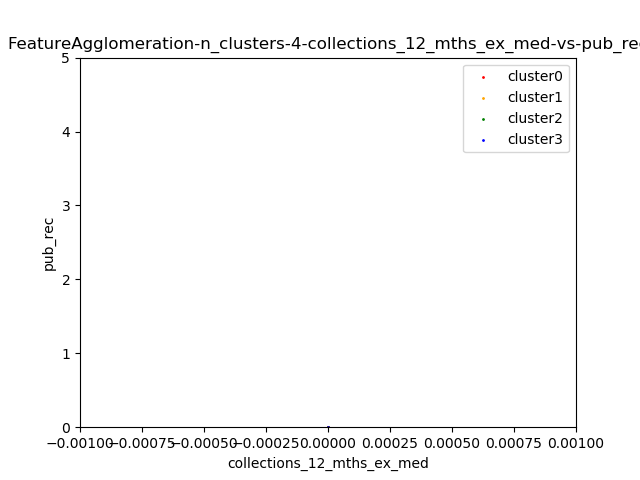 FeatureAgglomeration-n_clusters-4-collections_12_mths_ex_med-vs-pub_rec
cluster0
cluster1
cluster2
cluster3
5
4
3
2
1
0
pub_rec
−0.00100 −0.00075 −0.00050 −0.00025 0.00000 0.00025 0.00050 0.00075 0.00100
collections_12_mths_ex_med